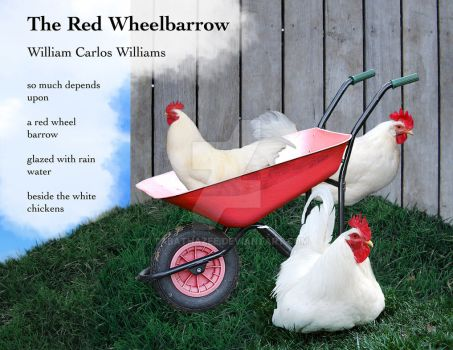 The Red Wheelbarrow
William Carlos Williams
so much depends
upon
a red wheel
barrow
glazed with rain
water
beside the white
chickens